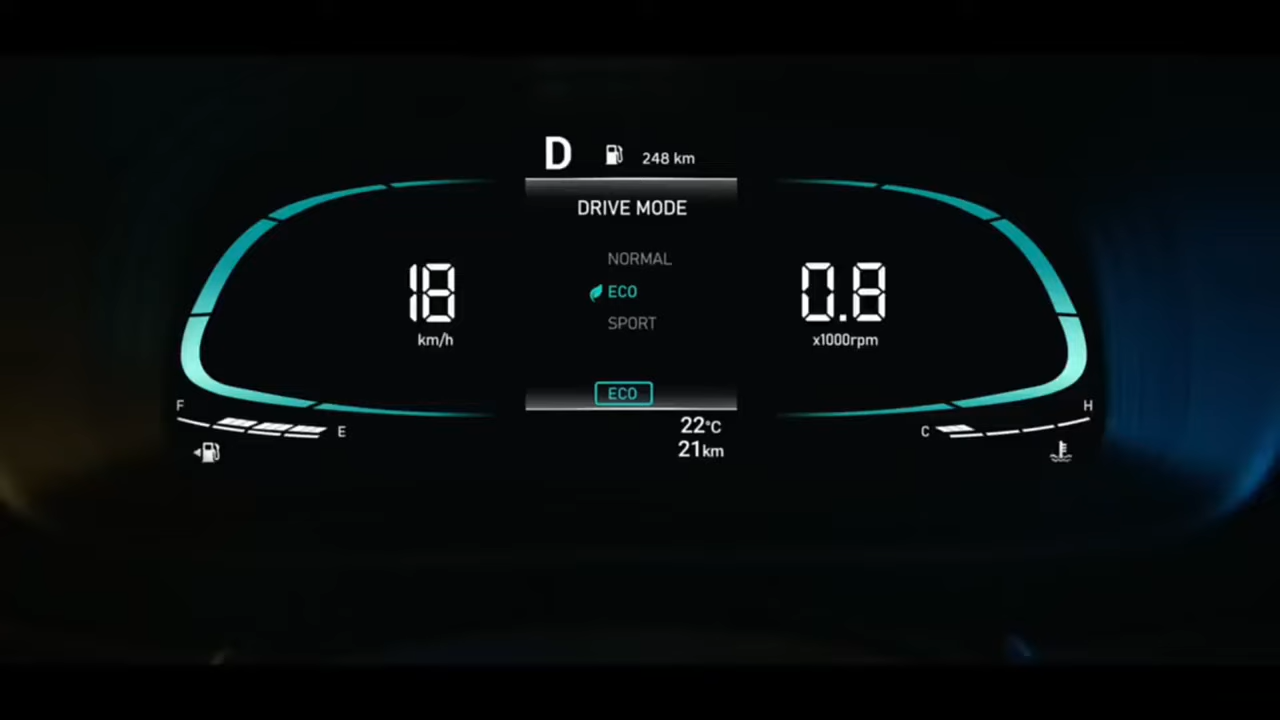 D 248 km
DRIVE MODE
NORMAL
ECO
SPORT
18
km/h
0.8
x1000rpm
ECO
F
E
22°C
21km
C
H